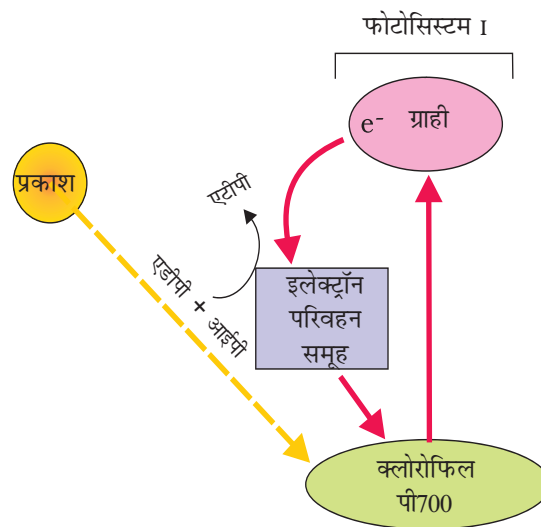 फोटोसिस्टम I
e- ग्राही
प्रकाश
एटीपी
एडीपी + आईपी
इलेक्ट्रॉन
परिवहन
समूह
क्लोरोफिल
पी700